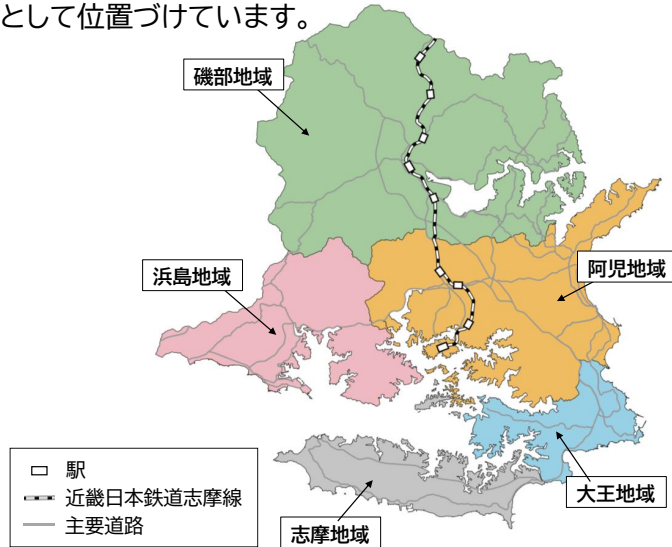 として位置づけています。
磯部地域
浜島地域
阿児地域
大王地域
志摩地域
駅
近畿日本鉄道志摩線
主要道路